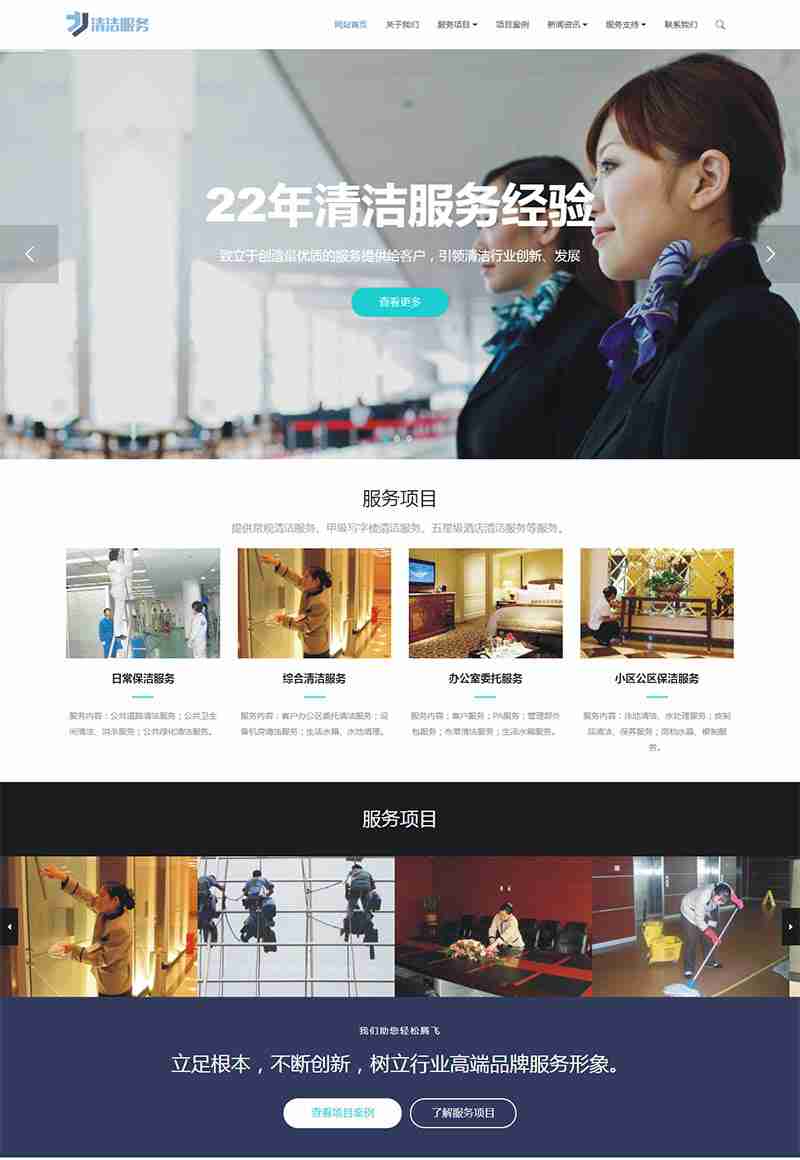 清洁服务
网站首页 关于我们 服务项目 项目案例 新闻资讯 服务支持 联系我们
22年清洁服务经验
致立于创造最优质的服务提供给客户，引领清洁行业创新、发展
查看更多
服务项目
提供常规清洁服务、甲级写字楼清洁服务、五星级酒店清洁服务等服务。
日常保洁服务
服务内容：公共道路清洁服务；公共卫生
间清洁、消杀服务；公共绿化清洁服务。
综合清洁服务
服务内容：客户办公区委托清洁服务；设
备机房清洁服务；生活水箱、水池清理。
办公室委托服务
服务内容：客户服务；PA服务；管理部外
包服务；布草清洁服务；生活水箱服务。
小区公区保洁服务
服务内容：泳池清洁、水处理服务；皮制
品清洁、保养服务；房档水晶、铜制服
务。
服务项目
我们助您轻松腾飞
立足根本，不断创新，树立行业高端品牌服务形象。
查看项目案例
了解服务项目